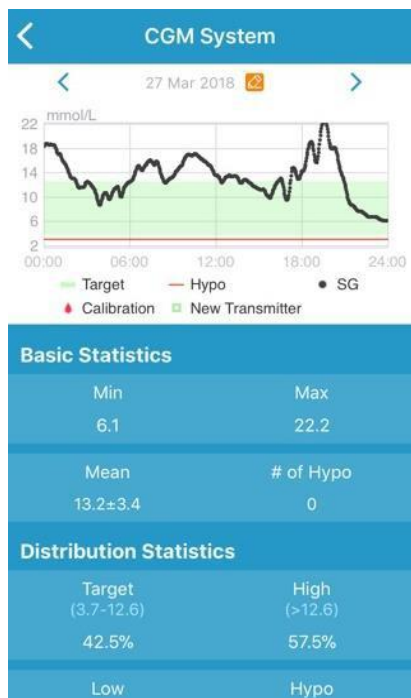 CGM System
27 Mar 2018
mmol/L
22
18
14
10
6
2
00:00 06:00 12:00 18:00 24:00
Target Hypo SG
Calibration New Transmitter
Basic Statistics
Min Max
6.1 22.2
Mean # of Hypo
13.2±3.4 0
Distribution Statistics
Target High
(3.7-12.6) (>12.6)
42.5% 57.5%
Low Hypo